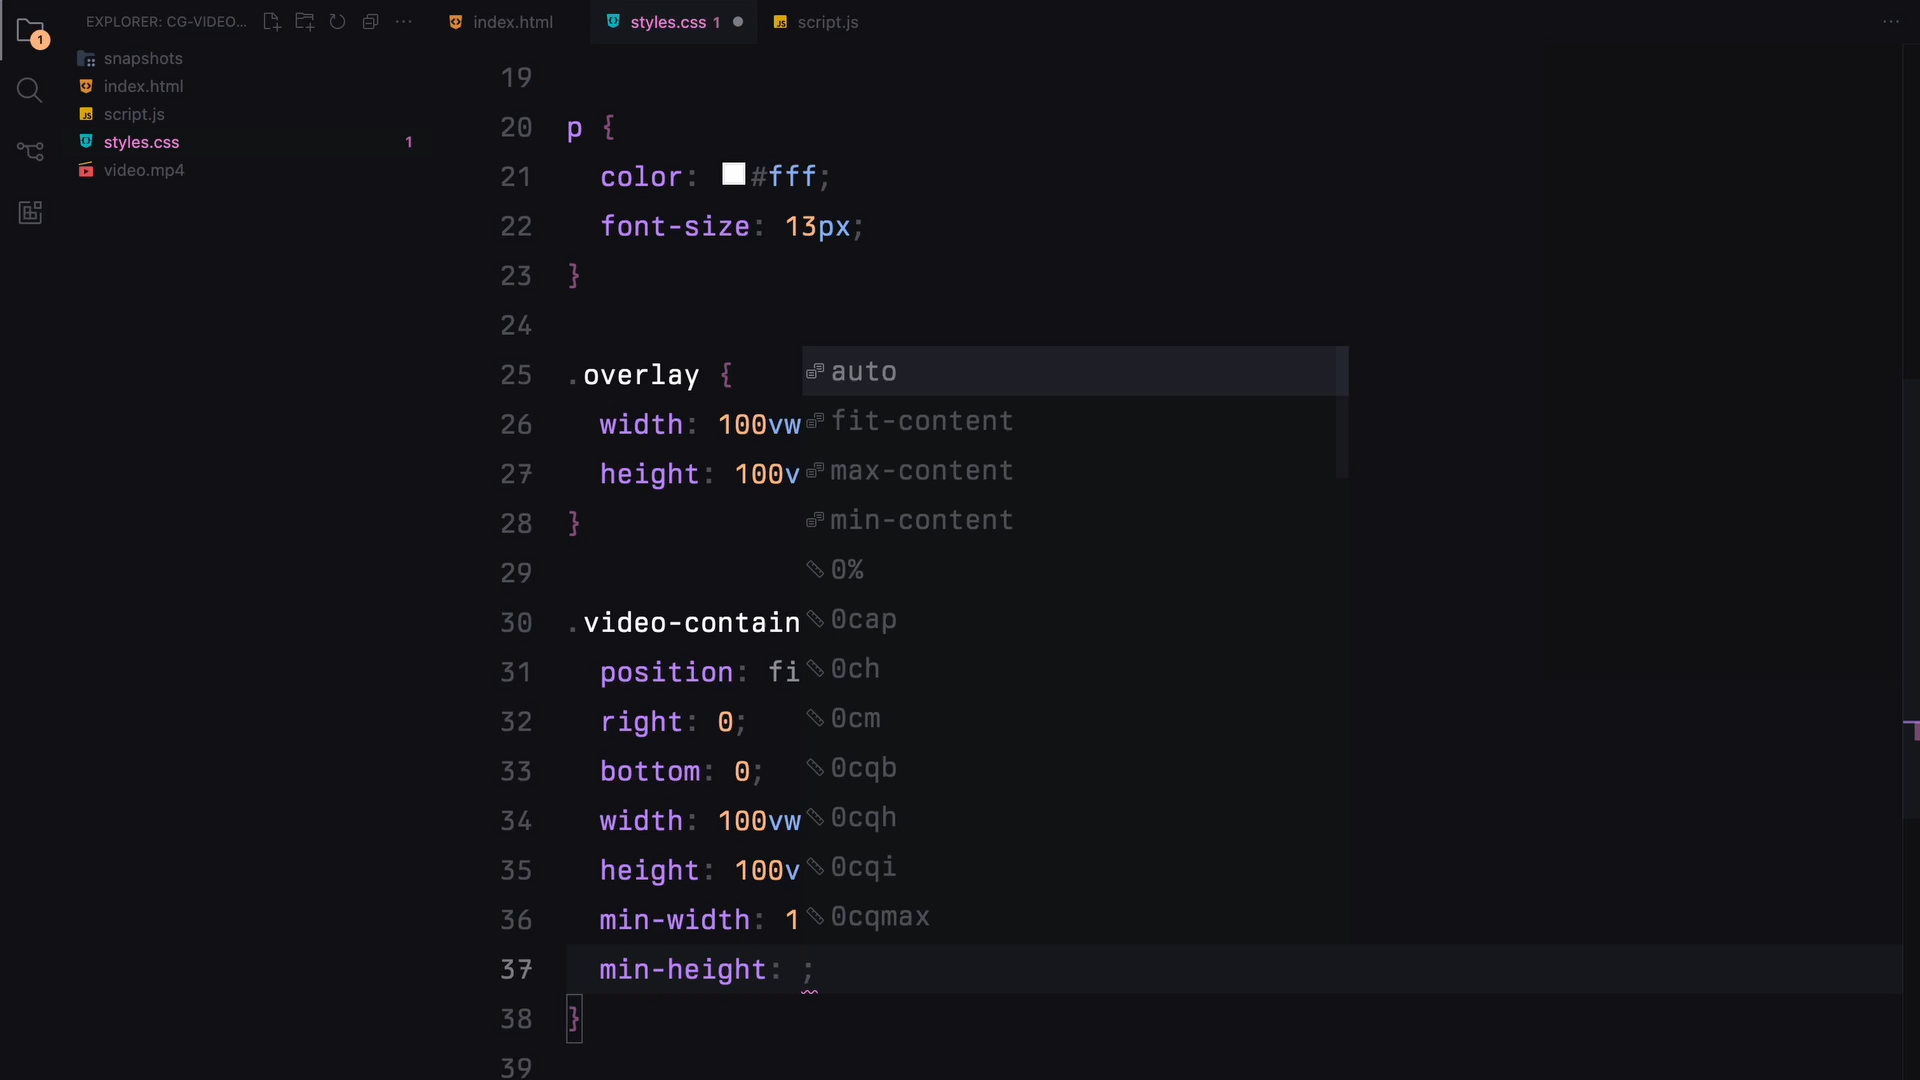 EXPLORER: CG-VIDEO...
1
snapshots
index.html
script.js
styles.css 1
video.mp4
index.html
styles.css 1
script.js
19
20 p {
21 color: #fff;
22 font-size: 13px;
23 }
24
25 .overlay {
26 width: 100vw
27 height: 100v
28 }
29
30 .video-contain
31 position: fi
32 right: 0;
33 bottom: 0;
34 width: 100vw
35 height: 100v
36 min-width: 1
37 min-height: ;
38 }
39
auto
fit-content
max-content
min-content
0%
0cap
0ch
0cm
0cqb
0cqh
0cqi
0cqmax